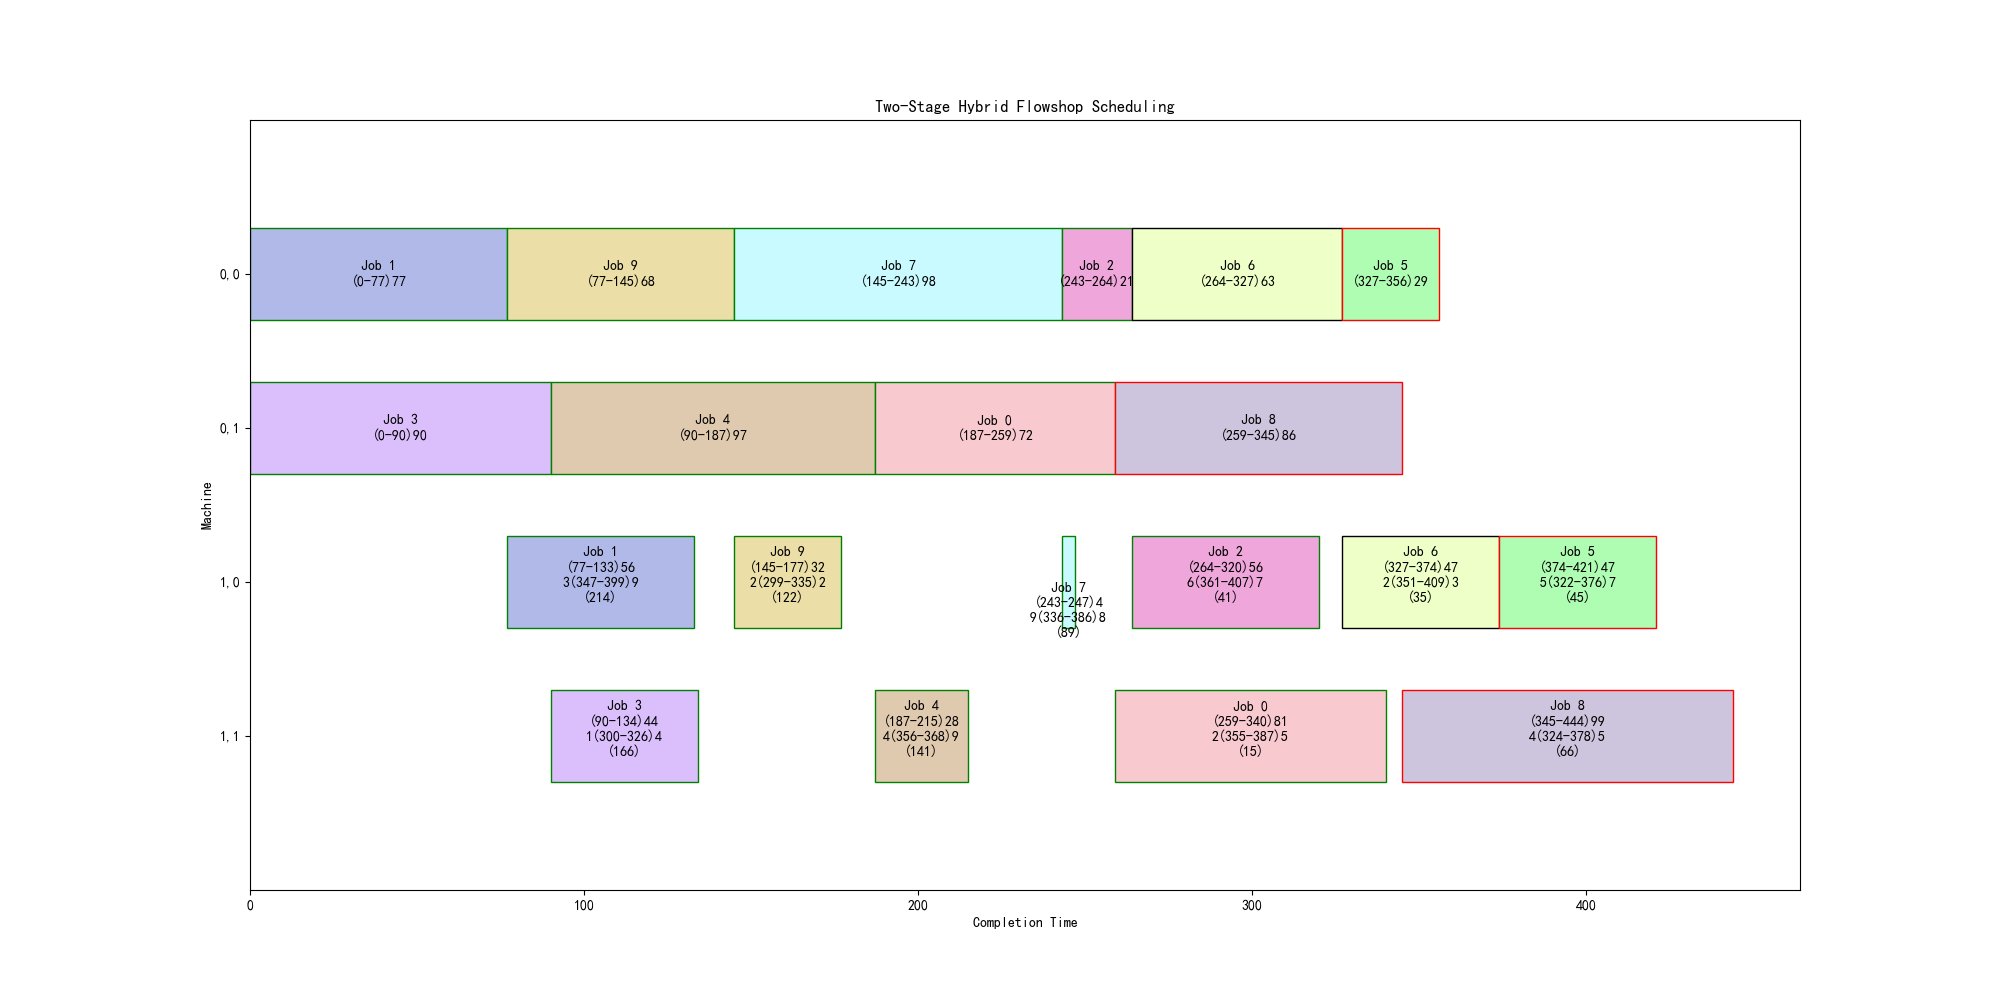 Two-Stage Hybrid Flowshop Scheduling
Machine
0,0
Job 1
(0-77)77
Job 9
(77-145)68
Job 7
(145-243)98
Job 2
(243-264)21
Job 6
(264-327)63
Job 5
(327-356)29
0,1
Job 3
(0-90)90
Job 4
(90-187)97
Job 0
(187-259)72
Job 8
(259-345)86
1,0
Job 1
(77-133)56
3(347-399)9
(214)
Job 9
(145-177)32
2(299-335)2
(122)
Job 7
(243-247)4
9(336-386)8
(89)
Job 2
(264-320)56
6(361-407)7
(41)
Job 6
(327-374)47
2(351-409)3
(35)
Job 5
(374-421)47
5(322-376)7
(45)
1,1
Job 3
(90-134)44
1(300-326)4
(166)
Job 4
(187-215)28
4(356-368)9
(141)
Job 0
(259-340)81
2(355-387)5
(15)
Job 8
(345-444)99
4(324-378)5
(66)
0
100
200
300
400
Completion Time